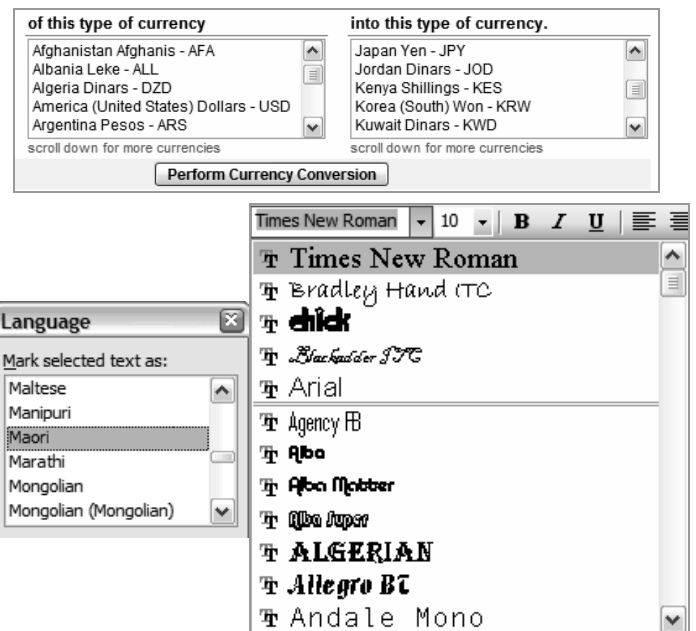 of this type of currency
Afghanistan Afghanis - AFA
Albania Leke - ALL
Algeria Dinars - DZD
America (United States) Dollars - USD
Argentina Pesos - ARS
scroll down for more currencies
into this type of currency.
Japan Yen - JPY
Jordan Dinars - JOD
Kenya Shillings - KES
Korea (South) Won - KRW
Kuwait Dinars - KWD
scroll down for more currencies
Perform Currency Conversion
Language
Mark selected text as:
Maltese
Manipuri
Maori
Marathi
Mongolian
Mongolian (Mongolian)
Times New Roman 10 B I U
Times New Roman
Bradley Hand ITC
chick
Blackadder ITC
Arial
Agency FB
Alba
Alba Matter
Alba Super
ALGERIAN
Allegro BT
Andale Mono